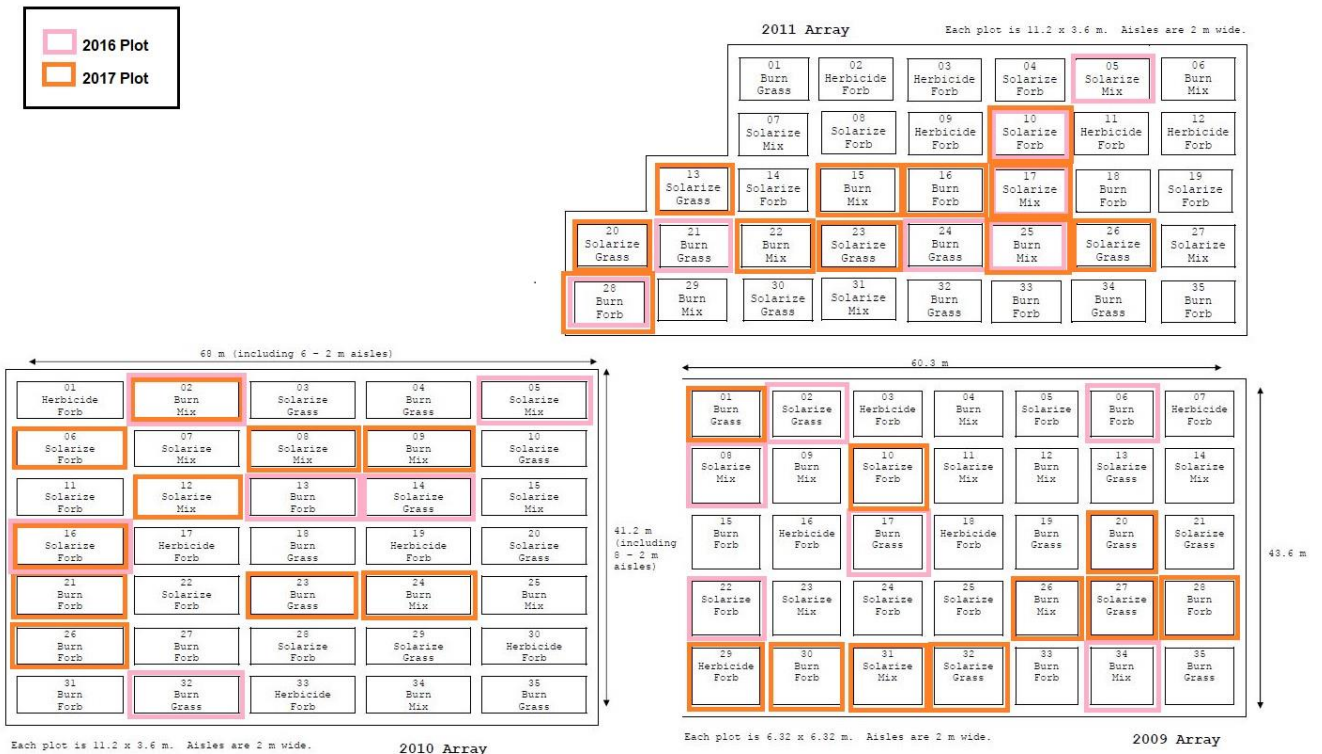 2016 Plot
2017 Plot
2011 Array
Each plot is 11.2 x 3.6 m. Aisles are 2 m wide.
01
Burn
Grass
02
Herbicide
Forb
03
Herbicide
Forb
04
Solarize
Forb
05
Solarize
Mix
06
Burn
Mix
07
Solarize
Mix
08
Solarize
Forb
09
Herbicide
Forb
10
Solarize
Forb
11
Herbicide
Forb
12
Herbicide
Forb
13
Solarize
Grass
14
Solarize
Forb
15
Burn
Mix
16
Burn
Forb
17
Solarize
Mix
18
Burn
Forb
19
Solarize
Forb
20
Solarize
Grass
21
Burn
Grass
22
Burn
Mix
23
Solarize
Grass
24
Burn
Grass
25
Burn
Mix
26
Solarize
Grass
27
Solarize
Mix
28
Burn
Forb
29
Burn
Mix
30
Solarize
Grass
31
Solarize
Mix
32
Burn
Grass
33
Burn
Forb
34
Burn
Grass
35
Burn
Forb
68 m (including 6 - 2 m aisles)
01
Herbicide
Forb
02
Burn
Mix
03
Solarize
Grass
04
Burn
Grass
05
Solarize
Mix
06
Solarize
Forb
07
Solarize
Mix
08
Solarize
Mix
09
Burn
Mix
10
Solarize
Grass
11
Solarize
Forb
12
Solarize
Mix
13
Burn
Forb
14
Solarize
Grass
15
Solarize
Mix
16
Solarize
Forb
17
Herbicide
Forb
18
Burn
Grass
19
Herbicide
Forb
20
Solarize
Grass
21
Burn
Forb
22
Solarize
Forb
23
Burn
Grass
24
Burn
Mix
25
Burn
Mix
26
Burn
Forb
27
Burn
Forb
28
Solarize
Forb
29
Solarize
Grass
30
Herbicide
Forb
31
Burn
Forb
32
Burn
Grass
33
Herbicide
Forb
34
Burn
Mix
35
Burn
Grass
41.2 m
(including
8 - 2 m
aisles)
Each plot is 11.2 x 3.6 m. Aisles are 2 m wide.
2010 Array
60.3 m
01
Burn
Grass
02
Solarize
Grass
03
Herbicide
Forb
04
Burn
Mix
05
Solarize
Forb
06
Burn
Forb
07
Herbicide
Forb
08
Solarize
Mix
09
Burn
Mix
10
Solarize
Forb
11
Solarize
Mix
12
Burn
Mix
13
Solarize
Grass
14
Solarize
Mix
15
Burn
Forb
16
Herbicide
Forb
17
Burn
Grass
18
Herbicide
Forb
19
Burn
Grass
20
Burn
Grass
21
Solarize
Grass
22
Solarize
Forb
23
Solarize
Mix
24
Solarize
Forb
25
Solarize
Forb
26
Burn
Mix
27
Solarize
Grass
28
Burn
Forb
29
Herbicide
Forb
30
Burn
Forb
31
Solarize
Mix
32
Solarize
Grass
33
Burn
Forb
34
Burn
Mix
35
Burn
Grass
43.6 m
Each plot is 6.32 x 6.32 m. Aisles are 2 m wide.
2009 Array